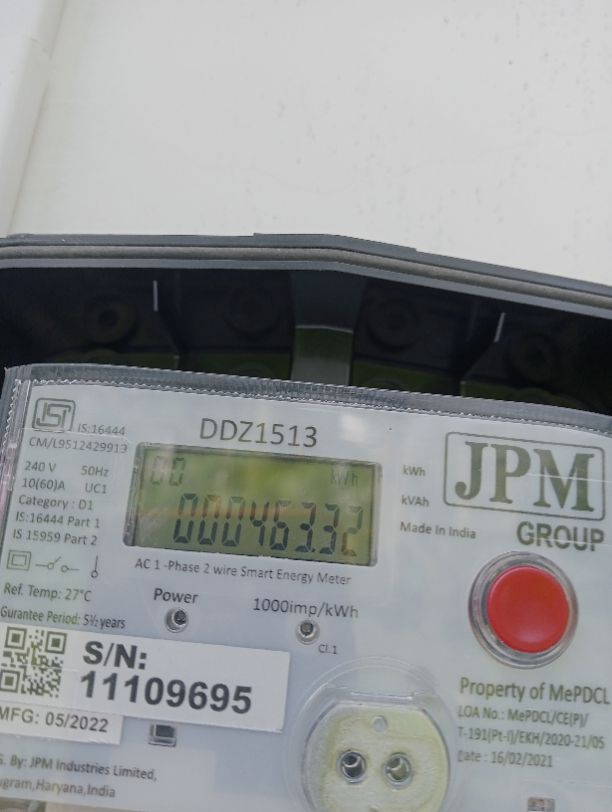 ISI
IS:16444
CM/L9512429913
DDZ1513
240 V 50Hz
10(60)A UC1
Category : D1
IS:16444 Part 1
IS 15959 Part 2
Ref. Temp: 27°C
Gurantee Period: 5½ years
00 kWh
000463.32
kWh
kVAh
Made In India
JPM
GROUP
AC 1 -Phase 2 wire Smart Energy Meter
Power
1000imp/kWh
Cl.1
S/N:
11109695
MFG: 05/2022
Property of MePDCL
LOA No.: MePDCL/CE(P)/
T-191(Pt-I)/EKH/2020-21/05
Date : 16/02/2021
By: JPM Industries Limited,
Haryana,India